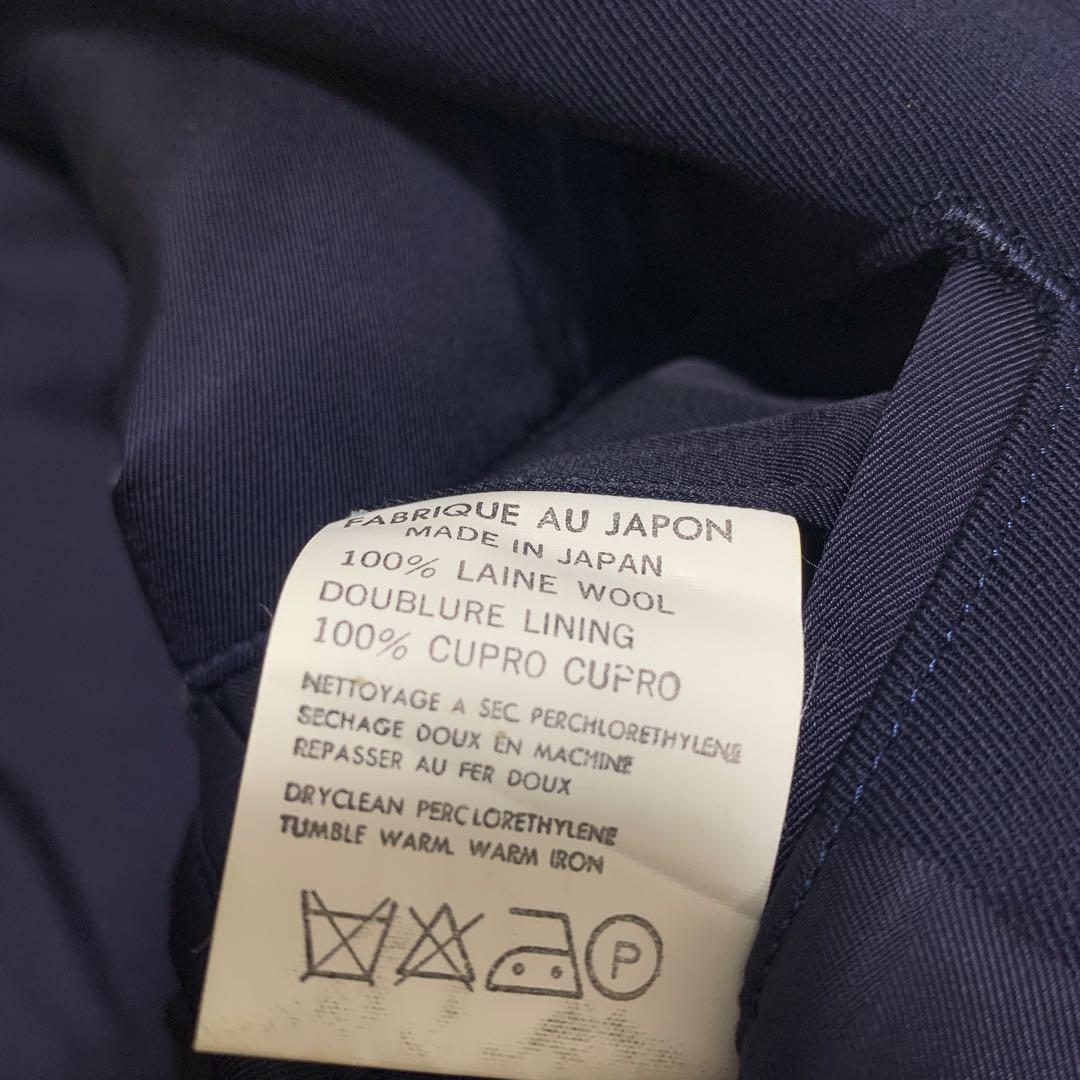 FABRIQUE AU JAPON
MADE IN JAPAN
100% LAINE WOOL
DOUBLURE LINING
100% CUPRO CUPRO
NETTOYAGE A SEC PERCHLORETHYLENE
SECHAGE DOUX EN MACHINE
REPASSER AU FER DOUX
DRYCLEAN PERCLORETHYLENE
TUMBLE WARM. WARM IRON
P